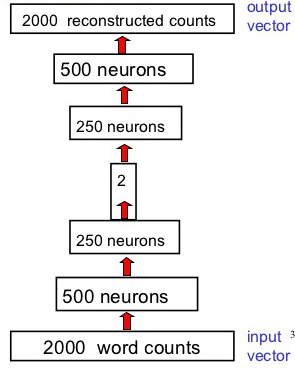 2000 reconstructed counts
output
vector
500 neurons
250 neurons
2
250 neurons
500 neurons
2000 word counts
input 3
vector